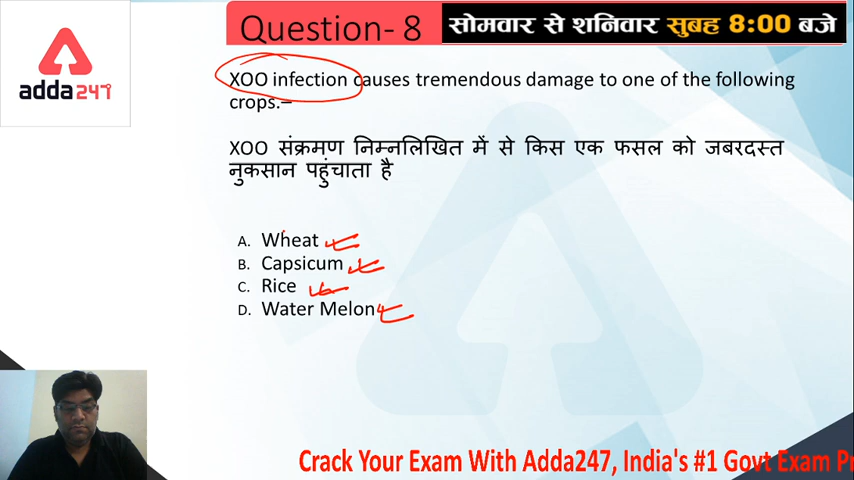 Question- 8
सोमवार से शनिवार सुबह 8:00 बजे
adda247
XOO infection causes tremendous damage to one of the following
crops.–
XOO संक्रमण निम्नलिखित में से किस एक फसल को जबरदस्त
नुकसान पहुंचाता है
A. Wheat
B. Capsicum
C. Rice
D. Water Melon
Crack Your Exam With Adda247, India's #1 Govt Exam Pr